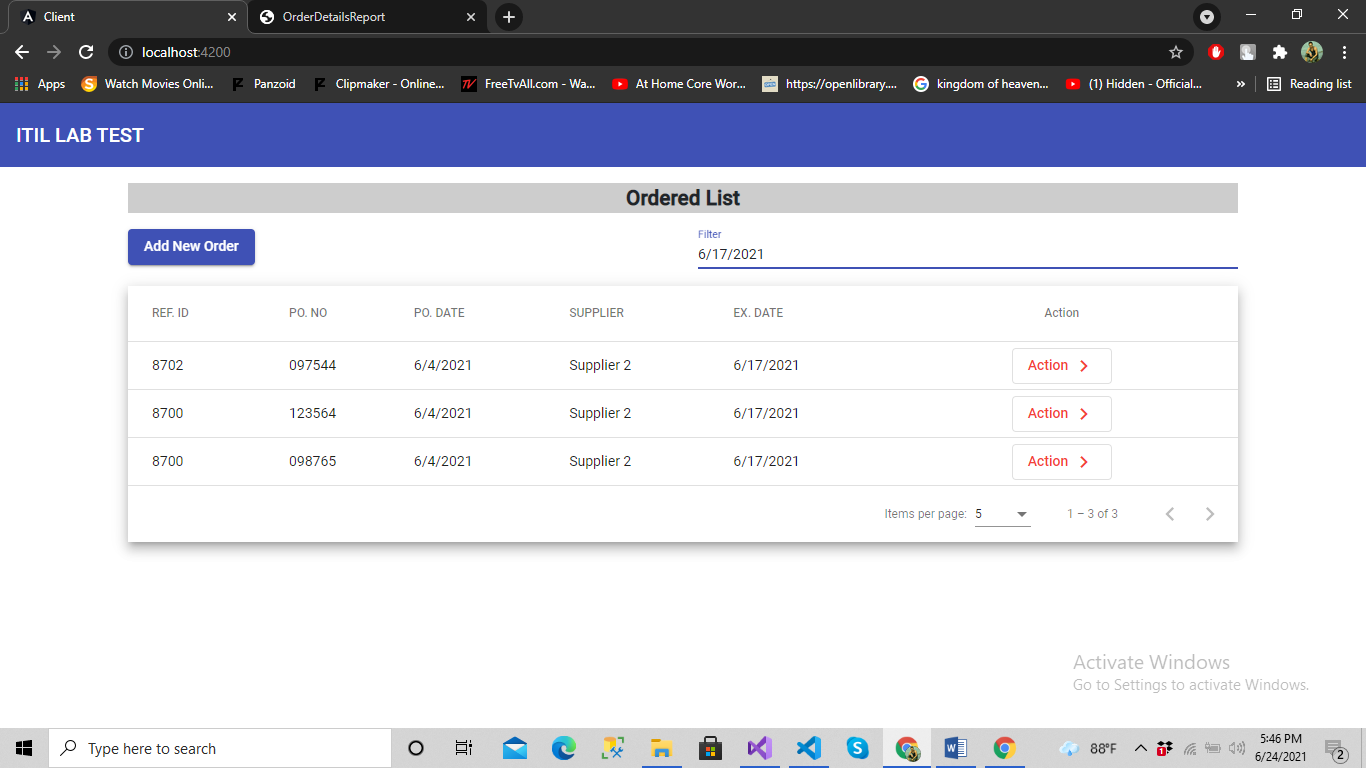 Client
OrderDetailsReport
localhost:4200
Apps
Watch Movies Onli...
Panzoid
Clipmaker - Online...
FreeTvAll.com - Wa...
At Home Core Wor...
https://openlibrary....
kingdom of heaven...
(1) Hidden - Official...
»
Reading list
ITIL LAB TEST
Ordered List
Add New Order
Filter
6/17/2021
REF. ID PO. NO PO. DATE SUPPLIER EX. DATE Action
8702 097544 6/4/2021 Supplier 2 6/17/2021 Action
8700 123564 6/4/2021 Supplier 2 6/17/2021 Action
8700 098765 6/4/2021 Supplier 2 6/17/2021 Action
Items per page: 5 1 – 3 of 3
Activate Windows
Go to Settings to activate Windows.
Type here to search
88°F
5:46 PM
6/24/2021
2